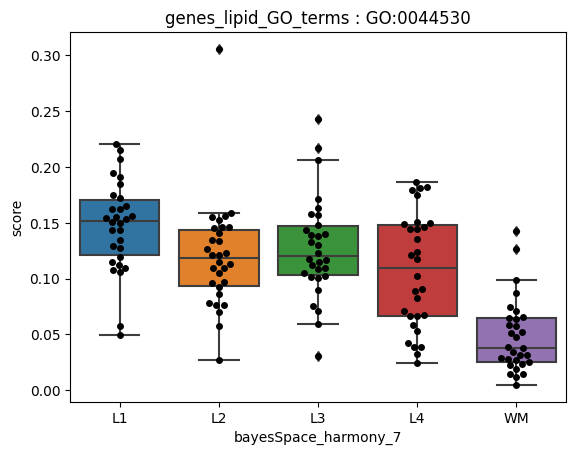 genes_lipid_GO_terms : GO:0044530
score
0.30
0.25
0.20
0.15
0.10
0.05
0.00
L1 L2 L3 L4 WM
bayesSpace_harmony_7